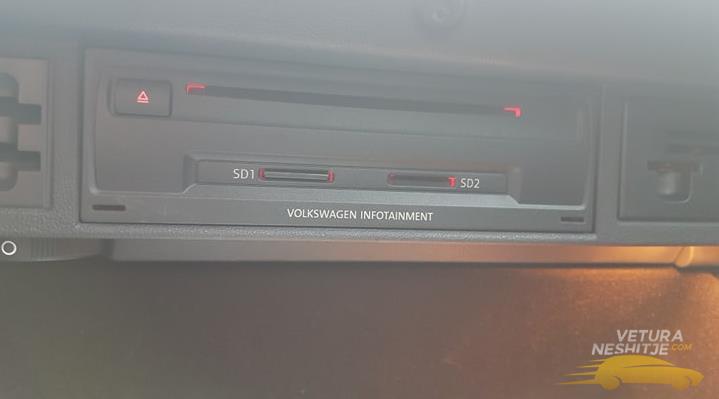 SD1
SD2
VOLKSWAGEN INFOTAINMENT
VETURA
NESHITJE.COM